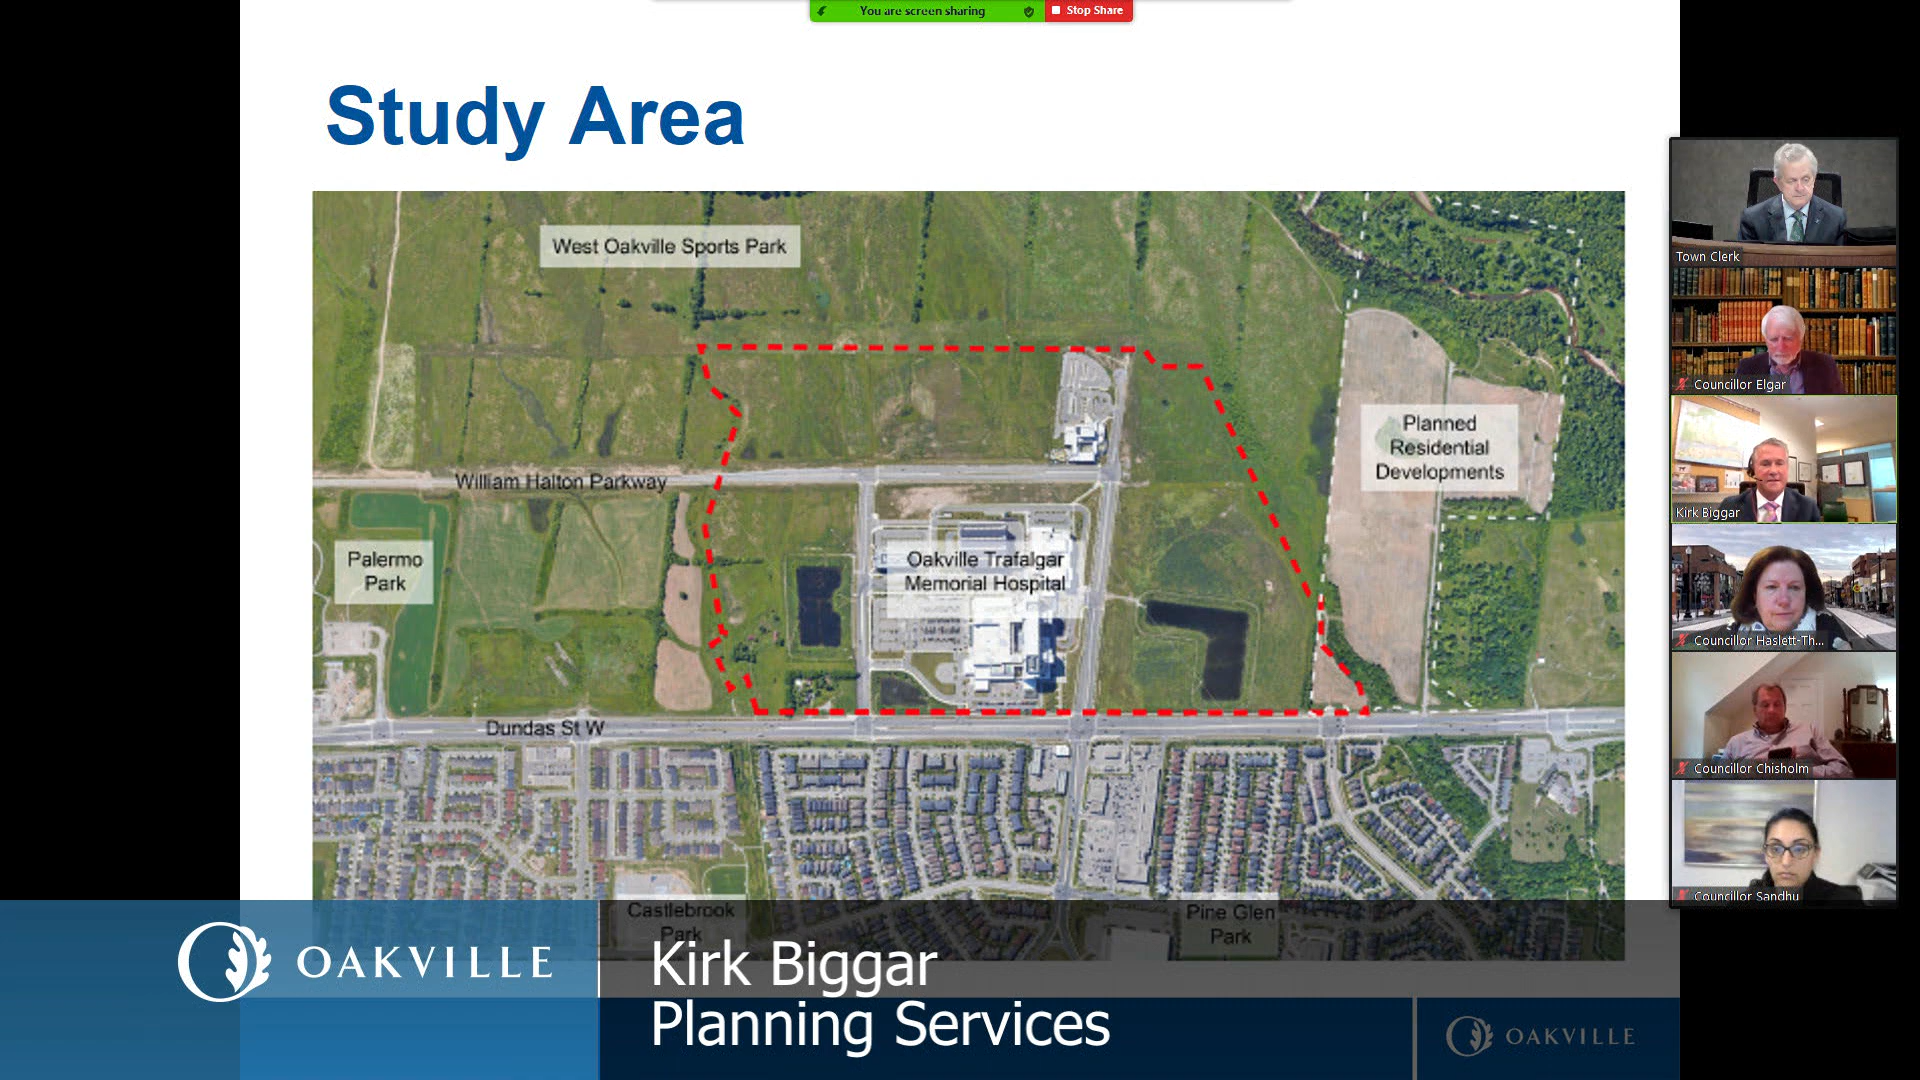 You are screen sharing
Stop Share
Study Area
West Oakville Sports Park
Planned
Residential
Developments
William Halton Parkway
Palermo
Park
Oakville Trafalgar
Memorial Hospital
Dundas St W
Castlebrook
Park
Pine Glen
Park
Town Clerk
Councillor Elgar
Kirk Biggar
Councillor Haslett-Th...
Councillor Chisholm
Councillor Sandhu
OAKVILLE
Kirk Biggar
Planning Services
OAKVILLE